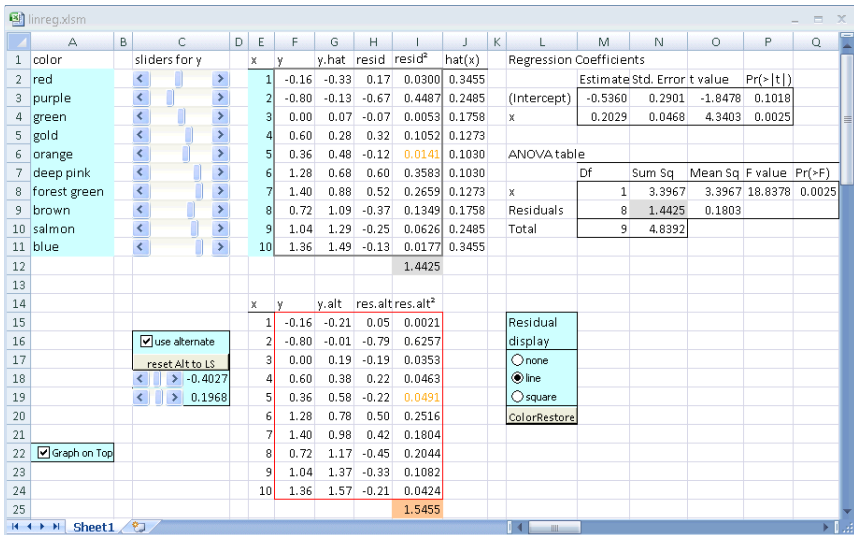 linreg.xlsm
A B C D E F G H I J K L M N O P Q
1 color sliders for y x y y.hat resid resid² hat(x) Regression Coefficients
2 red 1 -0.16 -0.33 0.17 0.0300 0.3455 Estimate Std. Error t value Pr(>|t|)
3 purple 2 -0.80 -0.13 -0.67 0.4487 0.2485 (Intercept) -0.5360 0.2901 -1.8478 0.1018
4 green 3 0.00 0.07 -0.07 0.0053 0.1758 x 0.2029 0.0468 4.3403 0.0025
5 gold 4 0.60 0.28 0.32 0.1052 0.1273
6 orange 5 0.36 0.48 -0.12 0.0141 0.1030 ANOVA table
7 deep pink 6 1.28 0.68 0.60 0.3583 0.1030 Df Sum Sq Mean Sq F value Pr(>F)
8 forest green 7 1.40 0.88 0.52 0.2659 0.1273 x 1 3.3967 3.3967 18.8378 0.0025
9 brown 8 0.72 1.09 -0.37 0.1349 0.1758 Residuals 8 1.4425 0.1803
10 salmon 9 1.04 1.29 -0.25 0.0626 0.2485 Total 9 4.8392
11 blue 10 1.36 1.49 -0.13 0.0177 0.3455
12 1.4425
13
14 x y y.alt res.alt res.alt²
15 1 -0.16 -0.21 0.05 0.0021 Residual
16 use alternate 2 -0.80 -0.01 -0.79 0.6257 display
17 reset Alt to LS 3 0.00 0.19 -0.19 0.0353 none
18 -0.4027 4 0.60 0.38 0.22 0.0463 line
19 0.1968 5 0.36 0.58 -0.22 0.0491 square
20 6 1.28 0.78 0.50 0.2516 ColorRestore
21 7 1.40 0.98 0.42 0.1804
22 Graph on Top 8 0.72 1.17 -0.45 0.2044
23 9 1.04 1.37 -0.33 0.1082
24 10 1.36 1.57 -0.21 0.0424
25 1.5455
Sheet1